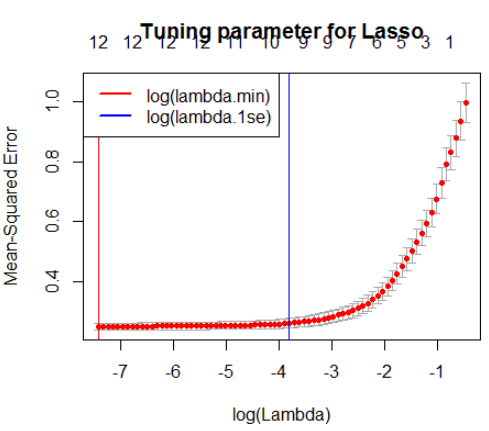 Tuning parameter for Lasso
12 12 12 12 11 10 9 9 7 6 5 3 1
log(lambda.min)
log(lambda.1se)
Mean-Squared Error
1.0
0.8
0.6
0.4
-7 -6 -5 -4 -3 -2 -1
log(Lambda)